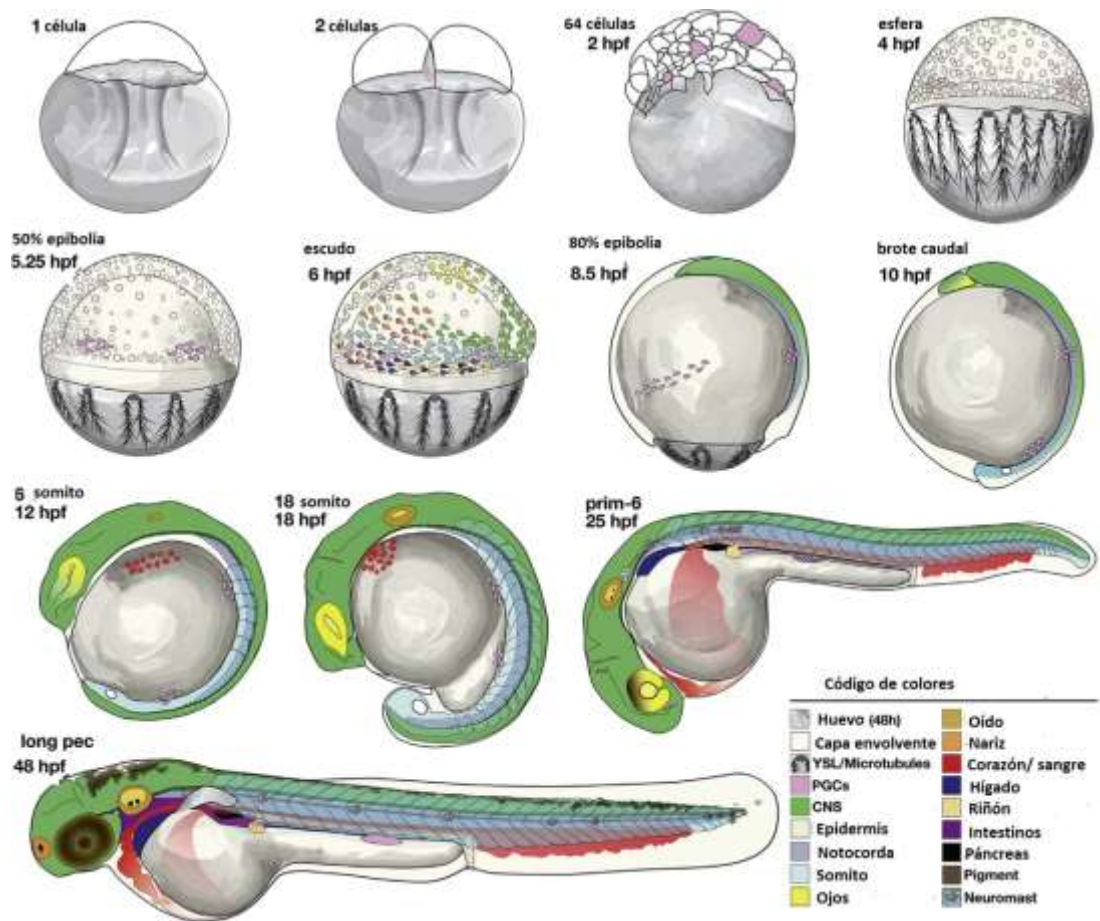 1 célula
2 células
64 células
2 hpf
esfera
4 hpf
50% epibolía
5.25 hpf
escudo
6 hpf
80% epibolia
8.5 hpf
brote caudal
10 hpf
6 somito
12 hpf
18 somito
18 hpf
prim-6
25 hpf
long pec
48 hpf
Código de colores
Huevo (48h)
Capa envolvente
YSL/Microtubules
PGCs
CNS
Epidermis
Notocorda
Somito
Ojos
Oido
Nariz
Corazón/ sangre
Hígado
Riñón
Intestinos
Páncreas
Pigment
Neuromast